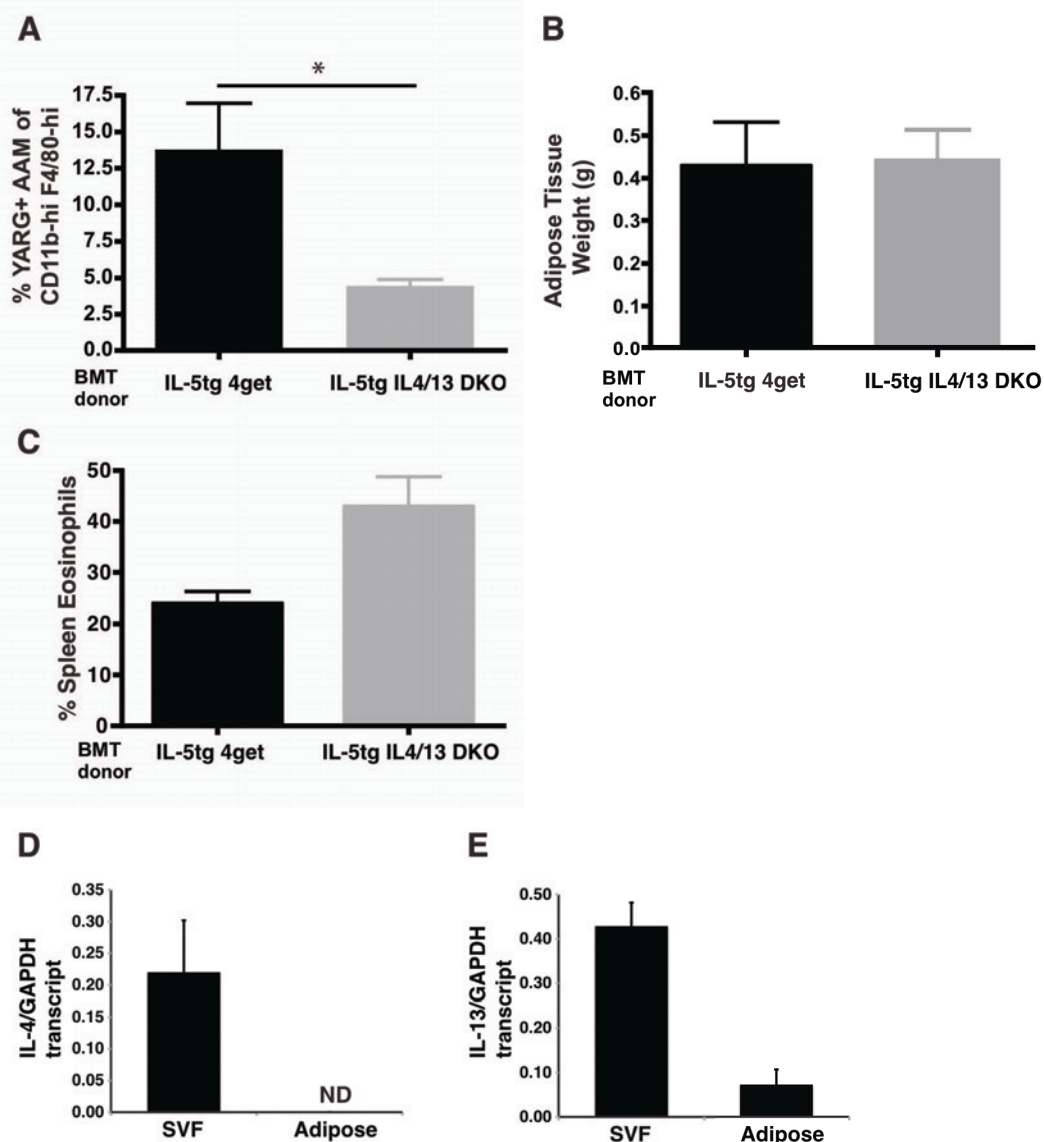 A
*
% YARG+ AAM of
CD11b-hi F4/80-hi
17.5
15.0
12.5
10.0
7.5
5.0
2.5
0.0
BMT
donor
IL-5tg 4get
IL-5tg IL4/13 DKO
B
Adipose Tissue
Weight (g)
0.6
0.5
0.4
0.3
0.2
0.1
0.0
BMT
donor
IL-5tg 4get
IL-5tg IL4/13 DKO
C
% Spleen Eosinophils
50
40
30
20
10
0
BMT
donor
IL-5tg 4get
IL-5tg IL4/13 DKO
D
IL-4/GAPDH
transcript
0.35
0.30
0.25
0.20
0.15
0.10
0.05
0.00
ND
SVF
Adipose
E
IL-13/GAPDH
transcript
0.50
0.40
0.30
0.20
0.10
0.00
SVF
Adipose